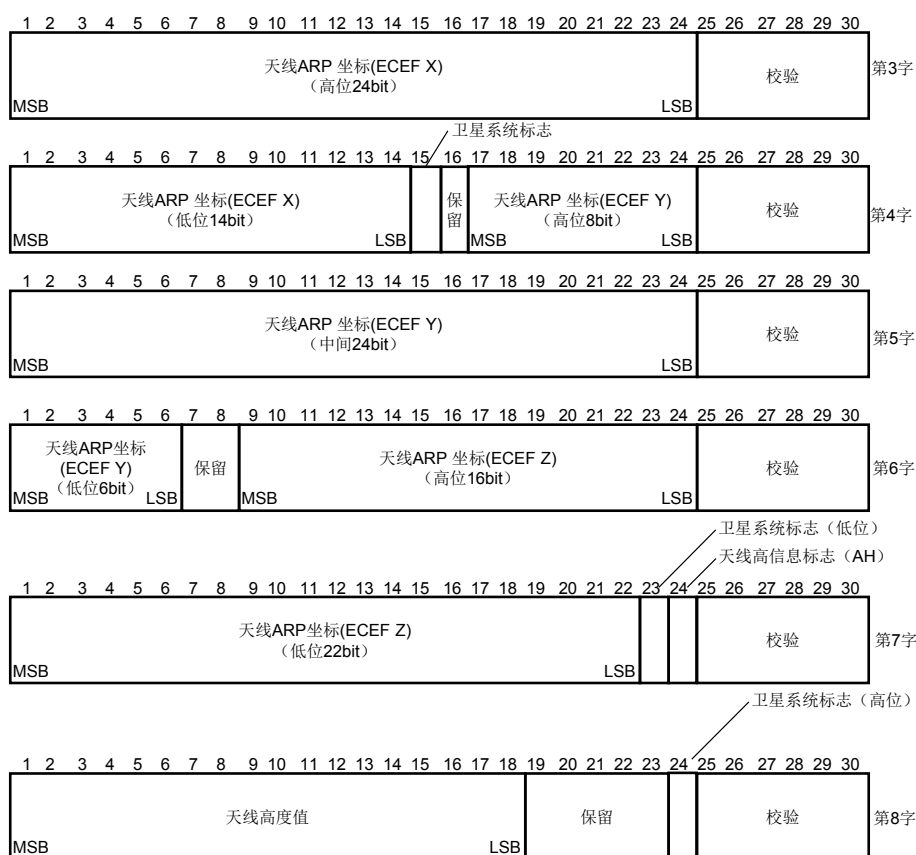 1 2 3 4 5 6 7 8 9 10 11 12 13 14 15 16 17 18 19 20 21 22 23 24 25 26 27 28 29 30
天线ARP 坐标(ECEF X)
（高位24bit）
校验
第3字
MSB LSB
卫星系统标志
1 2 3 4 5 6 7 8 9 10 11 12 13 14 15 16 17 18 19 20 21 22 23 24 25 26 27 28 29 30
天线ARP 坐标(ECEF X)
（低位14bit）
保留
天线ARP 坐标(ECEF Y)
（高位8bit）
校验
第4字
MSB LSB MSB LSB
1 2 3 4 5 6 7 8 9 10 11 12 13 14 15 16 17 18 19 20 21 22 23 24 25 26 27 28 29 30
天线ARP 坐标(ECEF Y)
（中间24bit）
校验
第5字
MSB LSB
1 2 3 4 5 6 7 8 9 10 11 12 13 14 15 16 17 18 19 20 21 22 23 24 25 26 27 28 29 30
天线ARP坐标
(ECEF Y)
（低位6bit）
保留
天线ARP 坐标(ECEF Z)
（高位16bit）
校验
第6字
MSB LSB MSB LSB
卫星系统标志（低位）
天线高信息标志（AH）
1 2 3 4 5 6 7 8 9 10 11 12 13 14 15 16 17 18 19 20 21 22 23 24 25 26 27 28 29 30
天线ARP坐标(ECEF Z)
（低位22bit）
校验
第7字
MSB LSB
卫星系统标志（高位）
1 2 3 4 5 6 7 8 9 10 11 12 13 14 15 16 17 18 19 20 21 22 23 24 25 26 27 28 29 30
天线高度值
保留
校验
第8字
MSB LSB